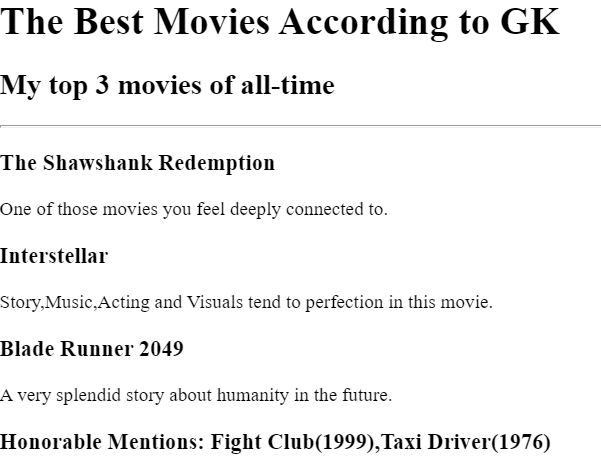 The Best Movies According to GK
My top 3 movies of all-time
The Shawshank Redemption
One of those movies you feel deeply connected to.
Interstellar
Story,Music,Acting and Visuals tend to perfection in this movie.
Blade Runner 2049
A very splendid story about humanity in the future.
Honorable Mentions: Fight Club(1999),Taxi Driver(1976)